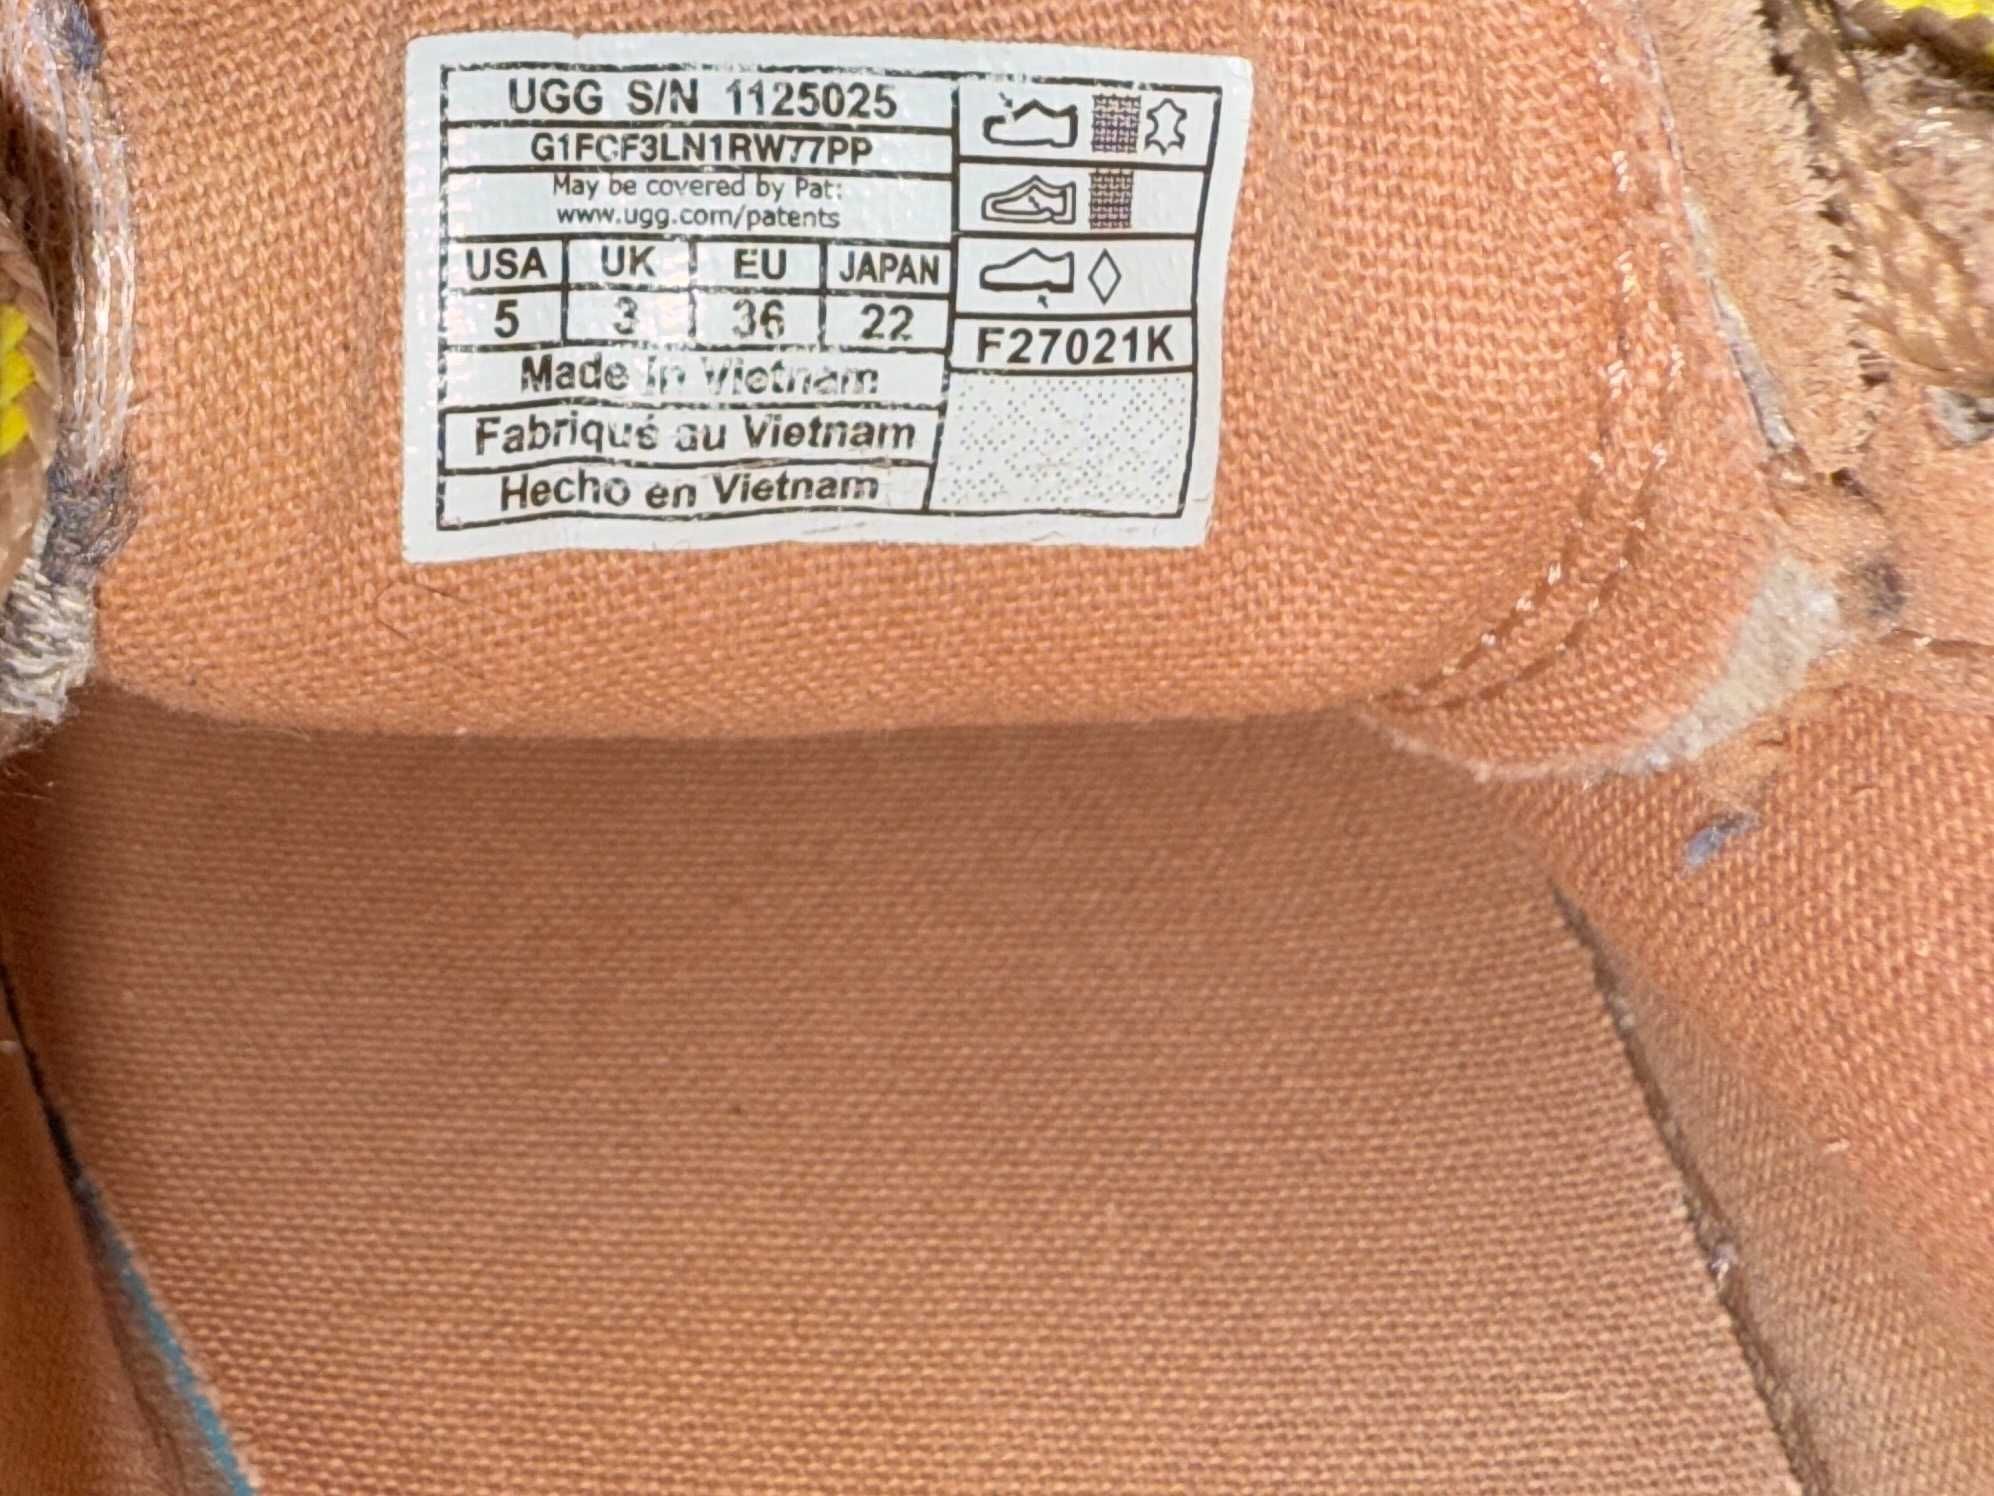 UGG S/N 1125025
G1FCF3LN1RW77PP
May be covered by Pat:
www.ugg.com/patents
USA UK EU JAPAN
5 3 36 22
Made in Vietnam
Fabriqué au Vietnam
Hecho en Vietnam
F27021K